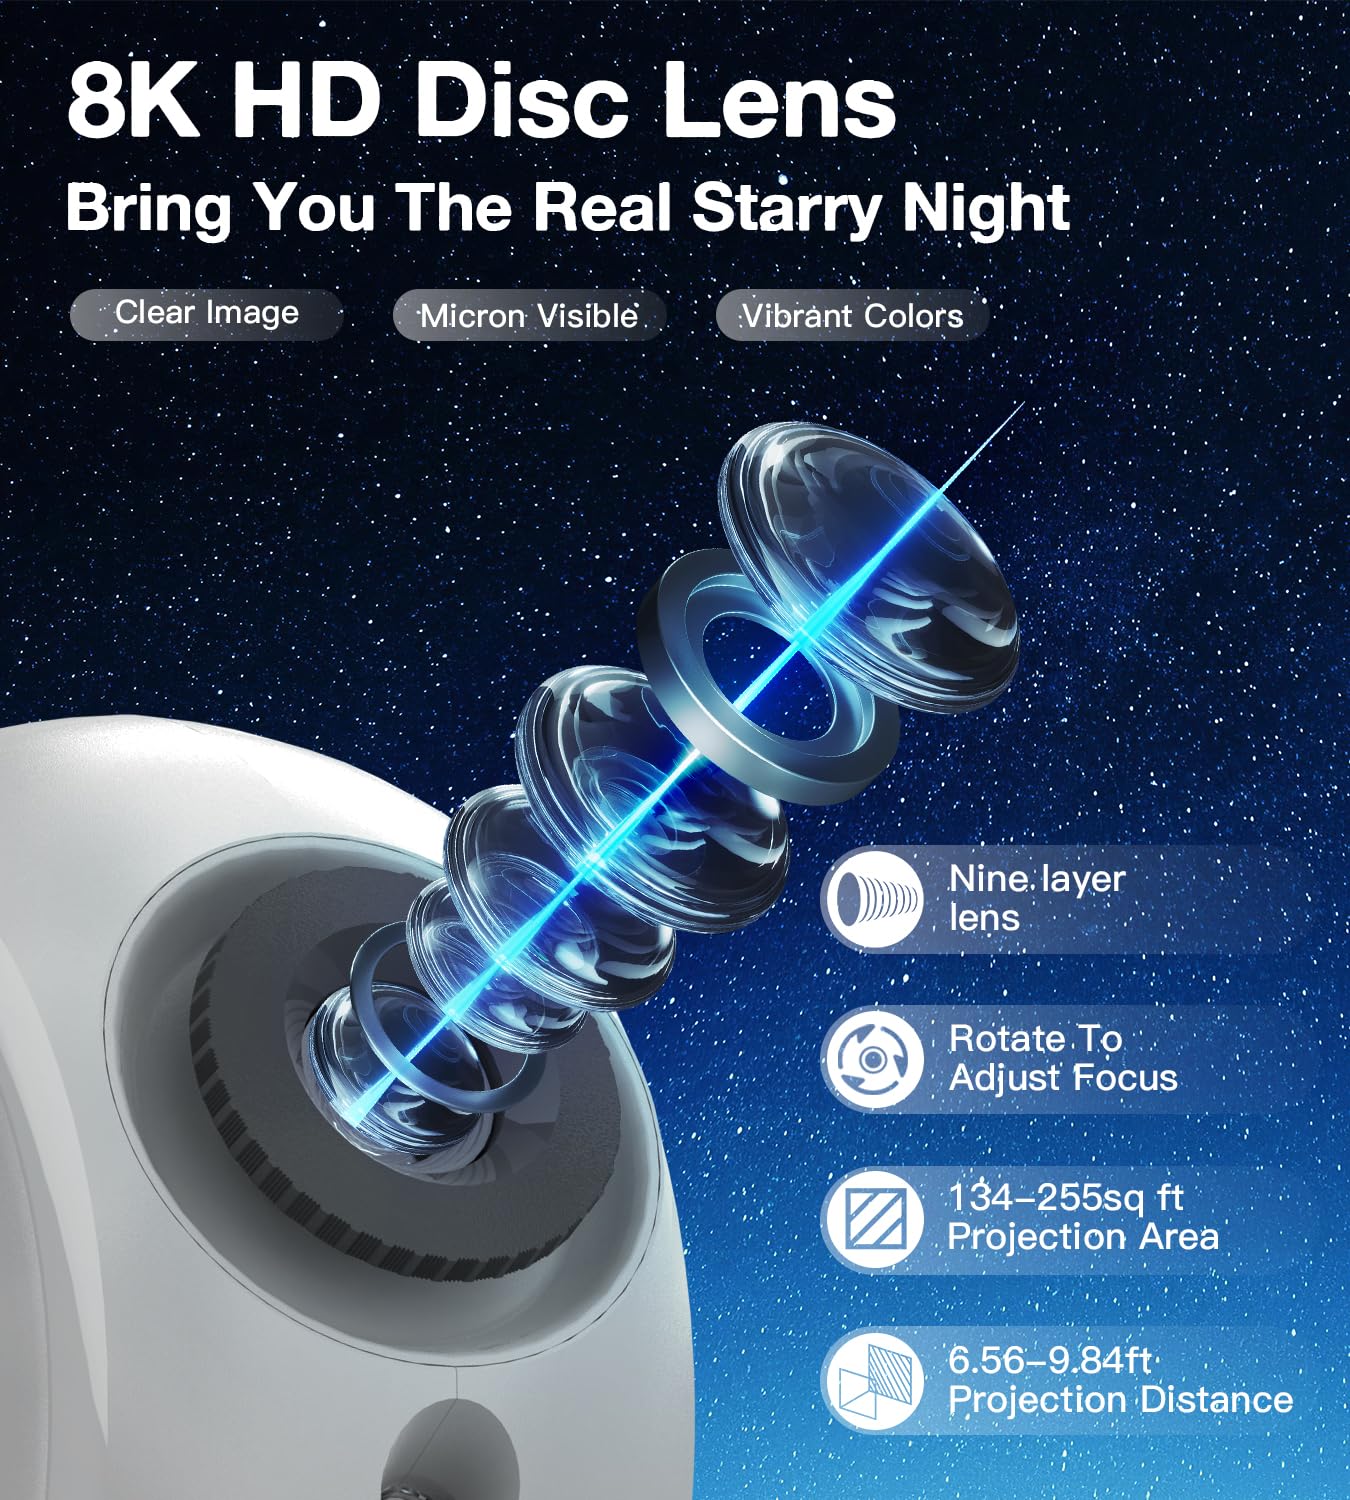 8K HD Disc Lens
Bring You The Real Starry Night
Clear Image
Micron Visible
Vibrant Colors
Nine layer
lens
Rotate To
Adjust Focus
134-255sq ft
Projection Area
6.56-9.84ft
Projection Distance